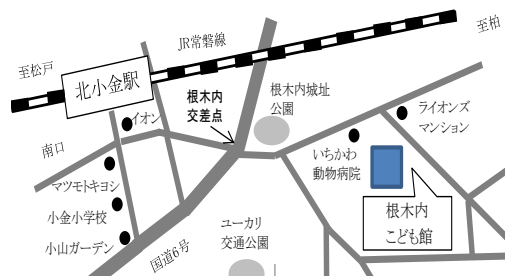 JR常磐線
至柏
至松戸
北小金駅
根木内
交差点
根木内城址
公園
ライオンズ
マンション
イオン
南口
いちかわ
動物病院
マツモトキヨシ
小金小学校
小山ガーデン
ユーカリ
交通公園
根木内
こども館
国道6号